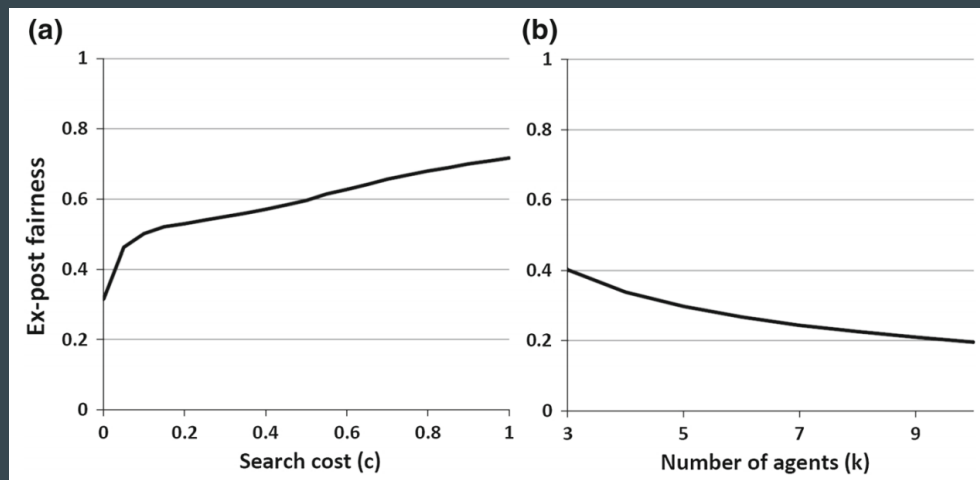 (a)
1
0.8
0.6
0.4
0.2
0
Ex-post fairness
0 0.2 0.4 0.6 0.8 1
Search cost (c)
(b)
1
0.8
0.6
0.4
0.2
0
3 5 7 9
Number of agents (k)